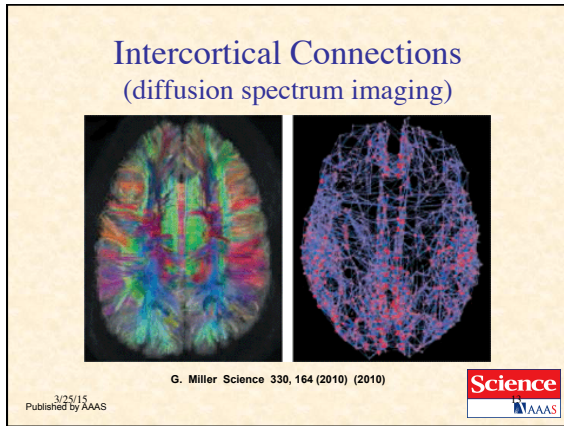 Intercortical Connections
(diffusion spectrum imaging)
G. Miller Science 330, 164 (2010) (2010)
3/25/15
Published by AAAS
Science
13
AAAS